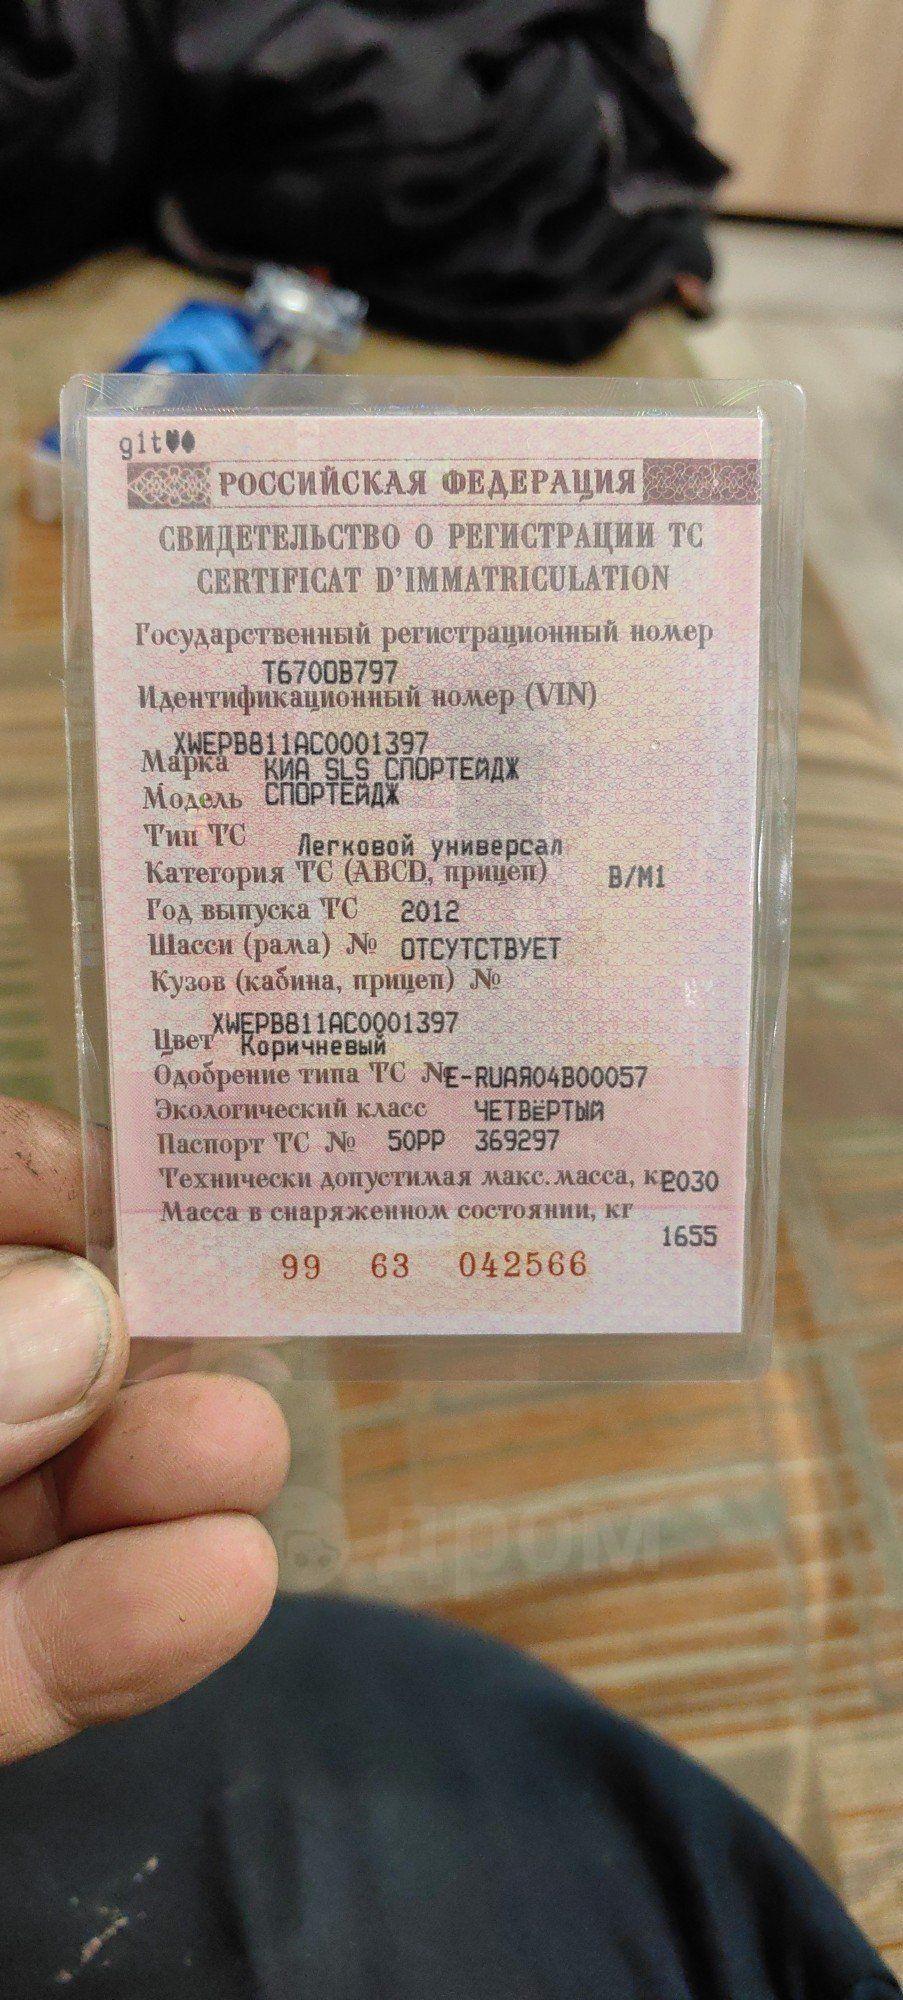 РОССИЙСКАЯ ФЕДЕРАЦИЯ
СВИДЕТЕЛЬСТВО О РЕГИСТРАЦИИ ТС
CERTIFICAT D'IMMATRICULATION
Государственный регистрационный номер
Т670ОВ797
Идентификационный номер (VIN)
XWEPB811AC0001397
Марка КИА SLS СПОРТЕЙДЖ
Модель СПОРТЕЙДЖ
Тип ТС Легковой универсал
Категория ТС (ABCD, прицеп) B/M1
Год выпуска ТС 2012
Шасси (рама) № ОТСУТСТВУЕТ
Кузов (кабина, прицеп) №
XWEPB811AC0001397
Цвет Коричневый
Одобрение типа ТС № E-RUАЯ04В00057
Экологический класс ЧЕТВЁРТЫЙ
Паспорт ТС № 50РР 369297
Технически допустимая макс.масса, кг 2030
Масса в снаряженном состоянии, кг
1655
99 63 042566
дром